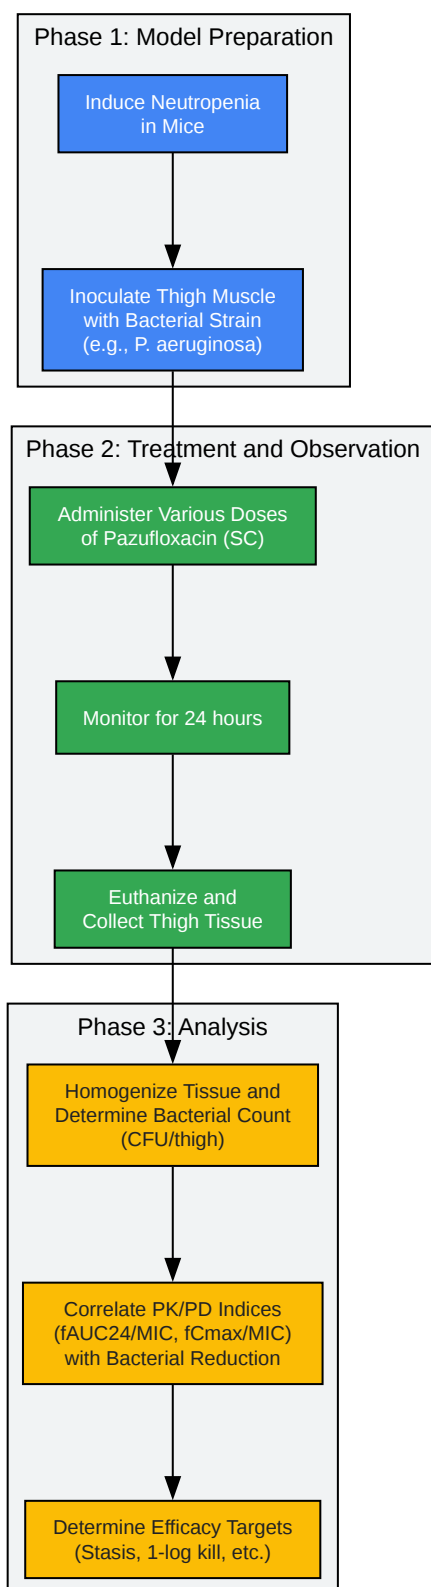 Phase 1: Model Preparation
Induce Neutropenia
in Mice
Inoculate Thigh Muscle
with Bacterial Strain
(e.g., P. aeruginosa)
Phase 2: Treatment and Observation
Administer Various Doses
of Pazufloxacin (SC)
Monitor for 24 hours
Euthanize and
Collect Thigh Tissue
Phase 3: Analysis
Homogenize Tissue and
Determine Bacterial Count
(CFU/thigh)
Correlate PK/PD Indices
(fAUC24/MIC, fCmax/MIC)
with Bacterial Reduction
Determine Efficacy Targets
(Stasis, 1-log kill, etc.)